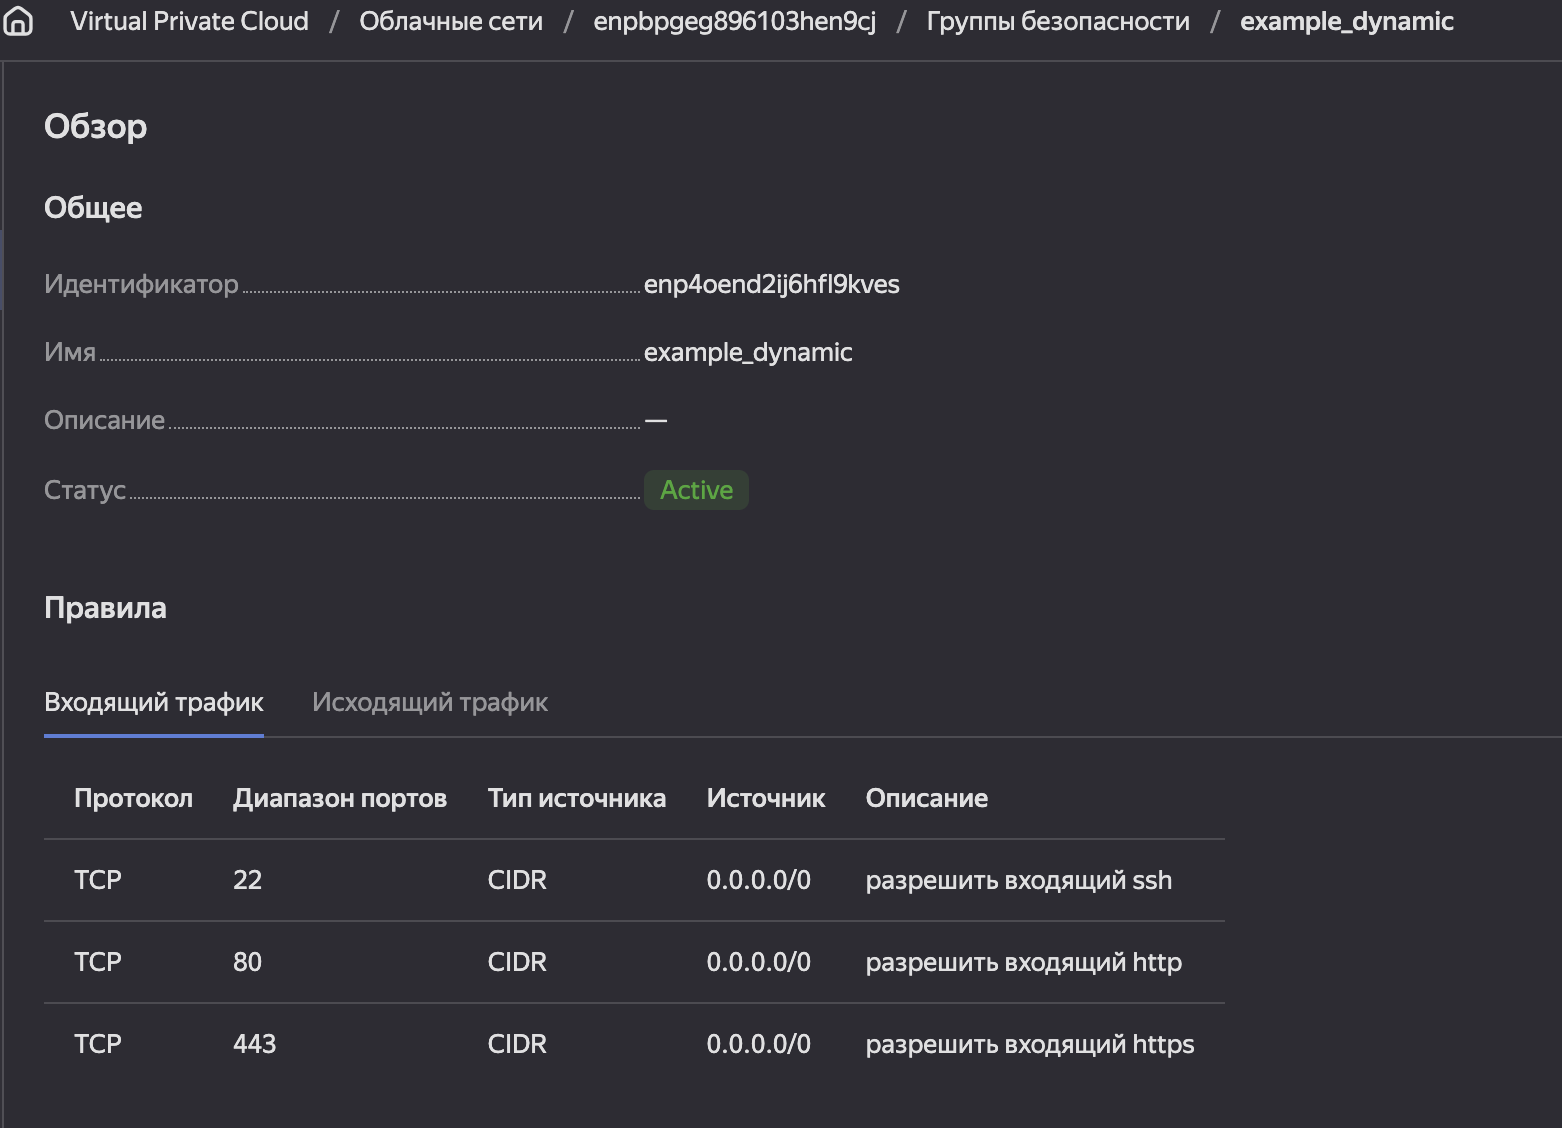 Virtual Private Cloud / Облачные сети / enpbpgeg896103hen9cj / Группы безопасности / example_dynamic
Обзор
Общее
Идентификатор enp4oend2ij6hfl9kves
Имя example_dynamic
Описание —
Статус Active
Правила
Входящий трафик Исходящий трафик
Протокол Диапазон портов Тип источника Источник Описание
TCP 22 CIDR 0.0.0.0/0 разрешить входящий ssh
TCP 80 CIDR 0.0.0.0/0 разрешить входящий http
TCP 443 CIDR 0.0.0.0/0 разрешить входящий https